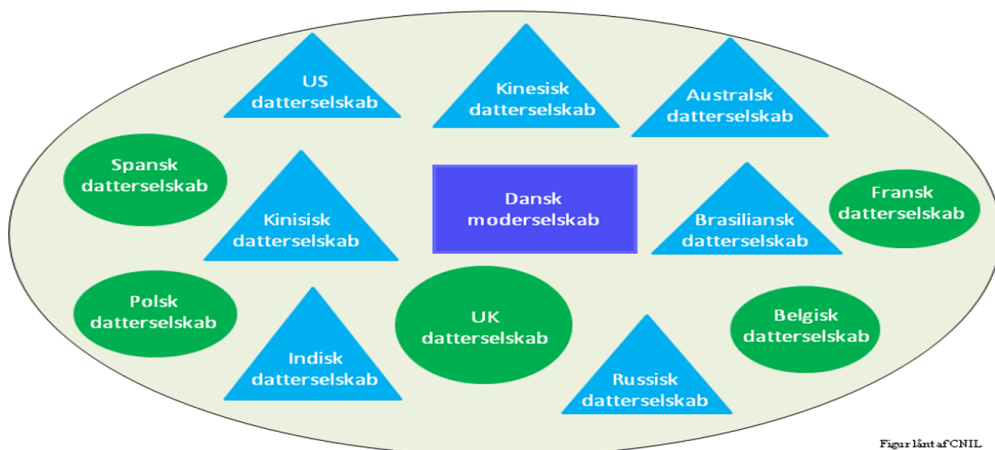 US
datterselskab
Kinesisk
datterselskab
Australsk
datterselskab
Spansk
datterselskab
Kinisisk
datterselskab
Dansk
moderselskab
Brasiliansk
datterselskab
Fransk
datterselskab
Polsk
datterselskab
Indisk
datterselskab
UK
datterselskab
Russisk
datterselskab
Belgisk
datterselskab
Figur lånt af CNIL